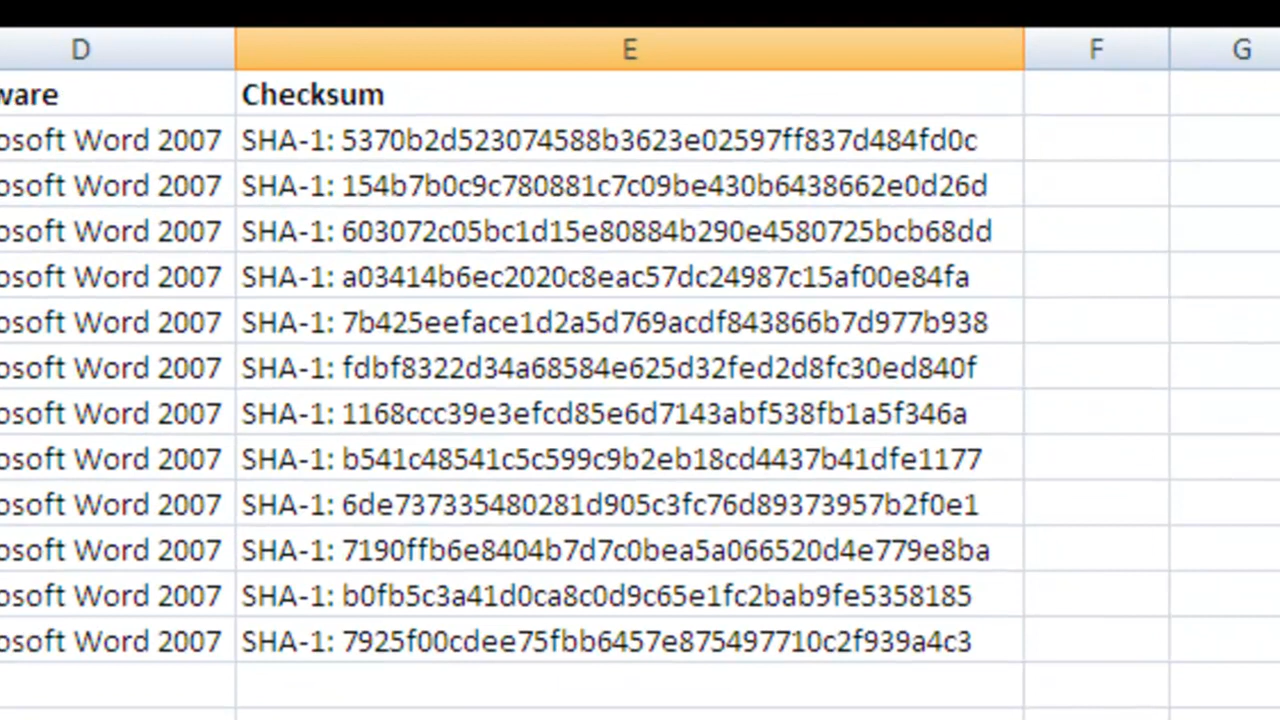 D E F G
ware Checksum
osoft Word 2007 SHA-1: 5370b2d523074588b3623e02597ff837d484fd0c
osoft Word 2007 SHA-1: 154b7b0c9c780881c7c09be430b6438662e0d26d
osoft Word 2007 SHA-1: 603072c05bc1d15e80884b290e4580725bcb68dd
osoft Word 2007 SHA-1: a03414b6ec2020c8eac57dc24987c15af00e84fa
osoft Word 2007 SHA-1: 7b425eeface1d2a5d769acdf843866b7d977b938
osoft Word 2007 SHA-1: fdbf8322d34a68584e625d32fed2d8fc30ed840f
osoft Word 2007 SHA-1: 1168ccc39e3efcd85e6d7143abf538fb1a5f346a
osoft Word 2007 SHA-1: b541c48541c5c599c9b2eb18cd4437b41dfe1177
osoft Word 2007 SHA-1: 6de737335480281d905c3fc76d89373957b2f0e1
osoft Word 2007 SHA-1: 7190ffb6e8404b7d7c0bea5a066520d4e779e8ba
osoft Word 2007 SHA-1: b0fb5c3a41d0ca8c0d9c65e1fc2bab9fe5358185
osoft Word 2007 SHA-1: 7925f00cdee75fbb6457e875497710c2f939a4c3